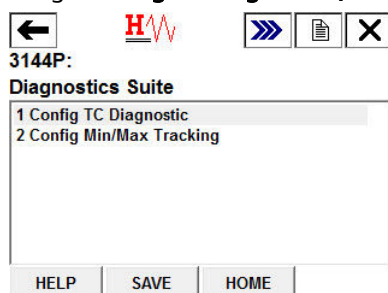 H
3144P:
Diagnostics Suite
1 Config TC Diagnostic
2 Config Min/Max Tracking
HELP SAVE HOME